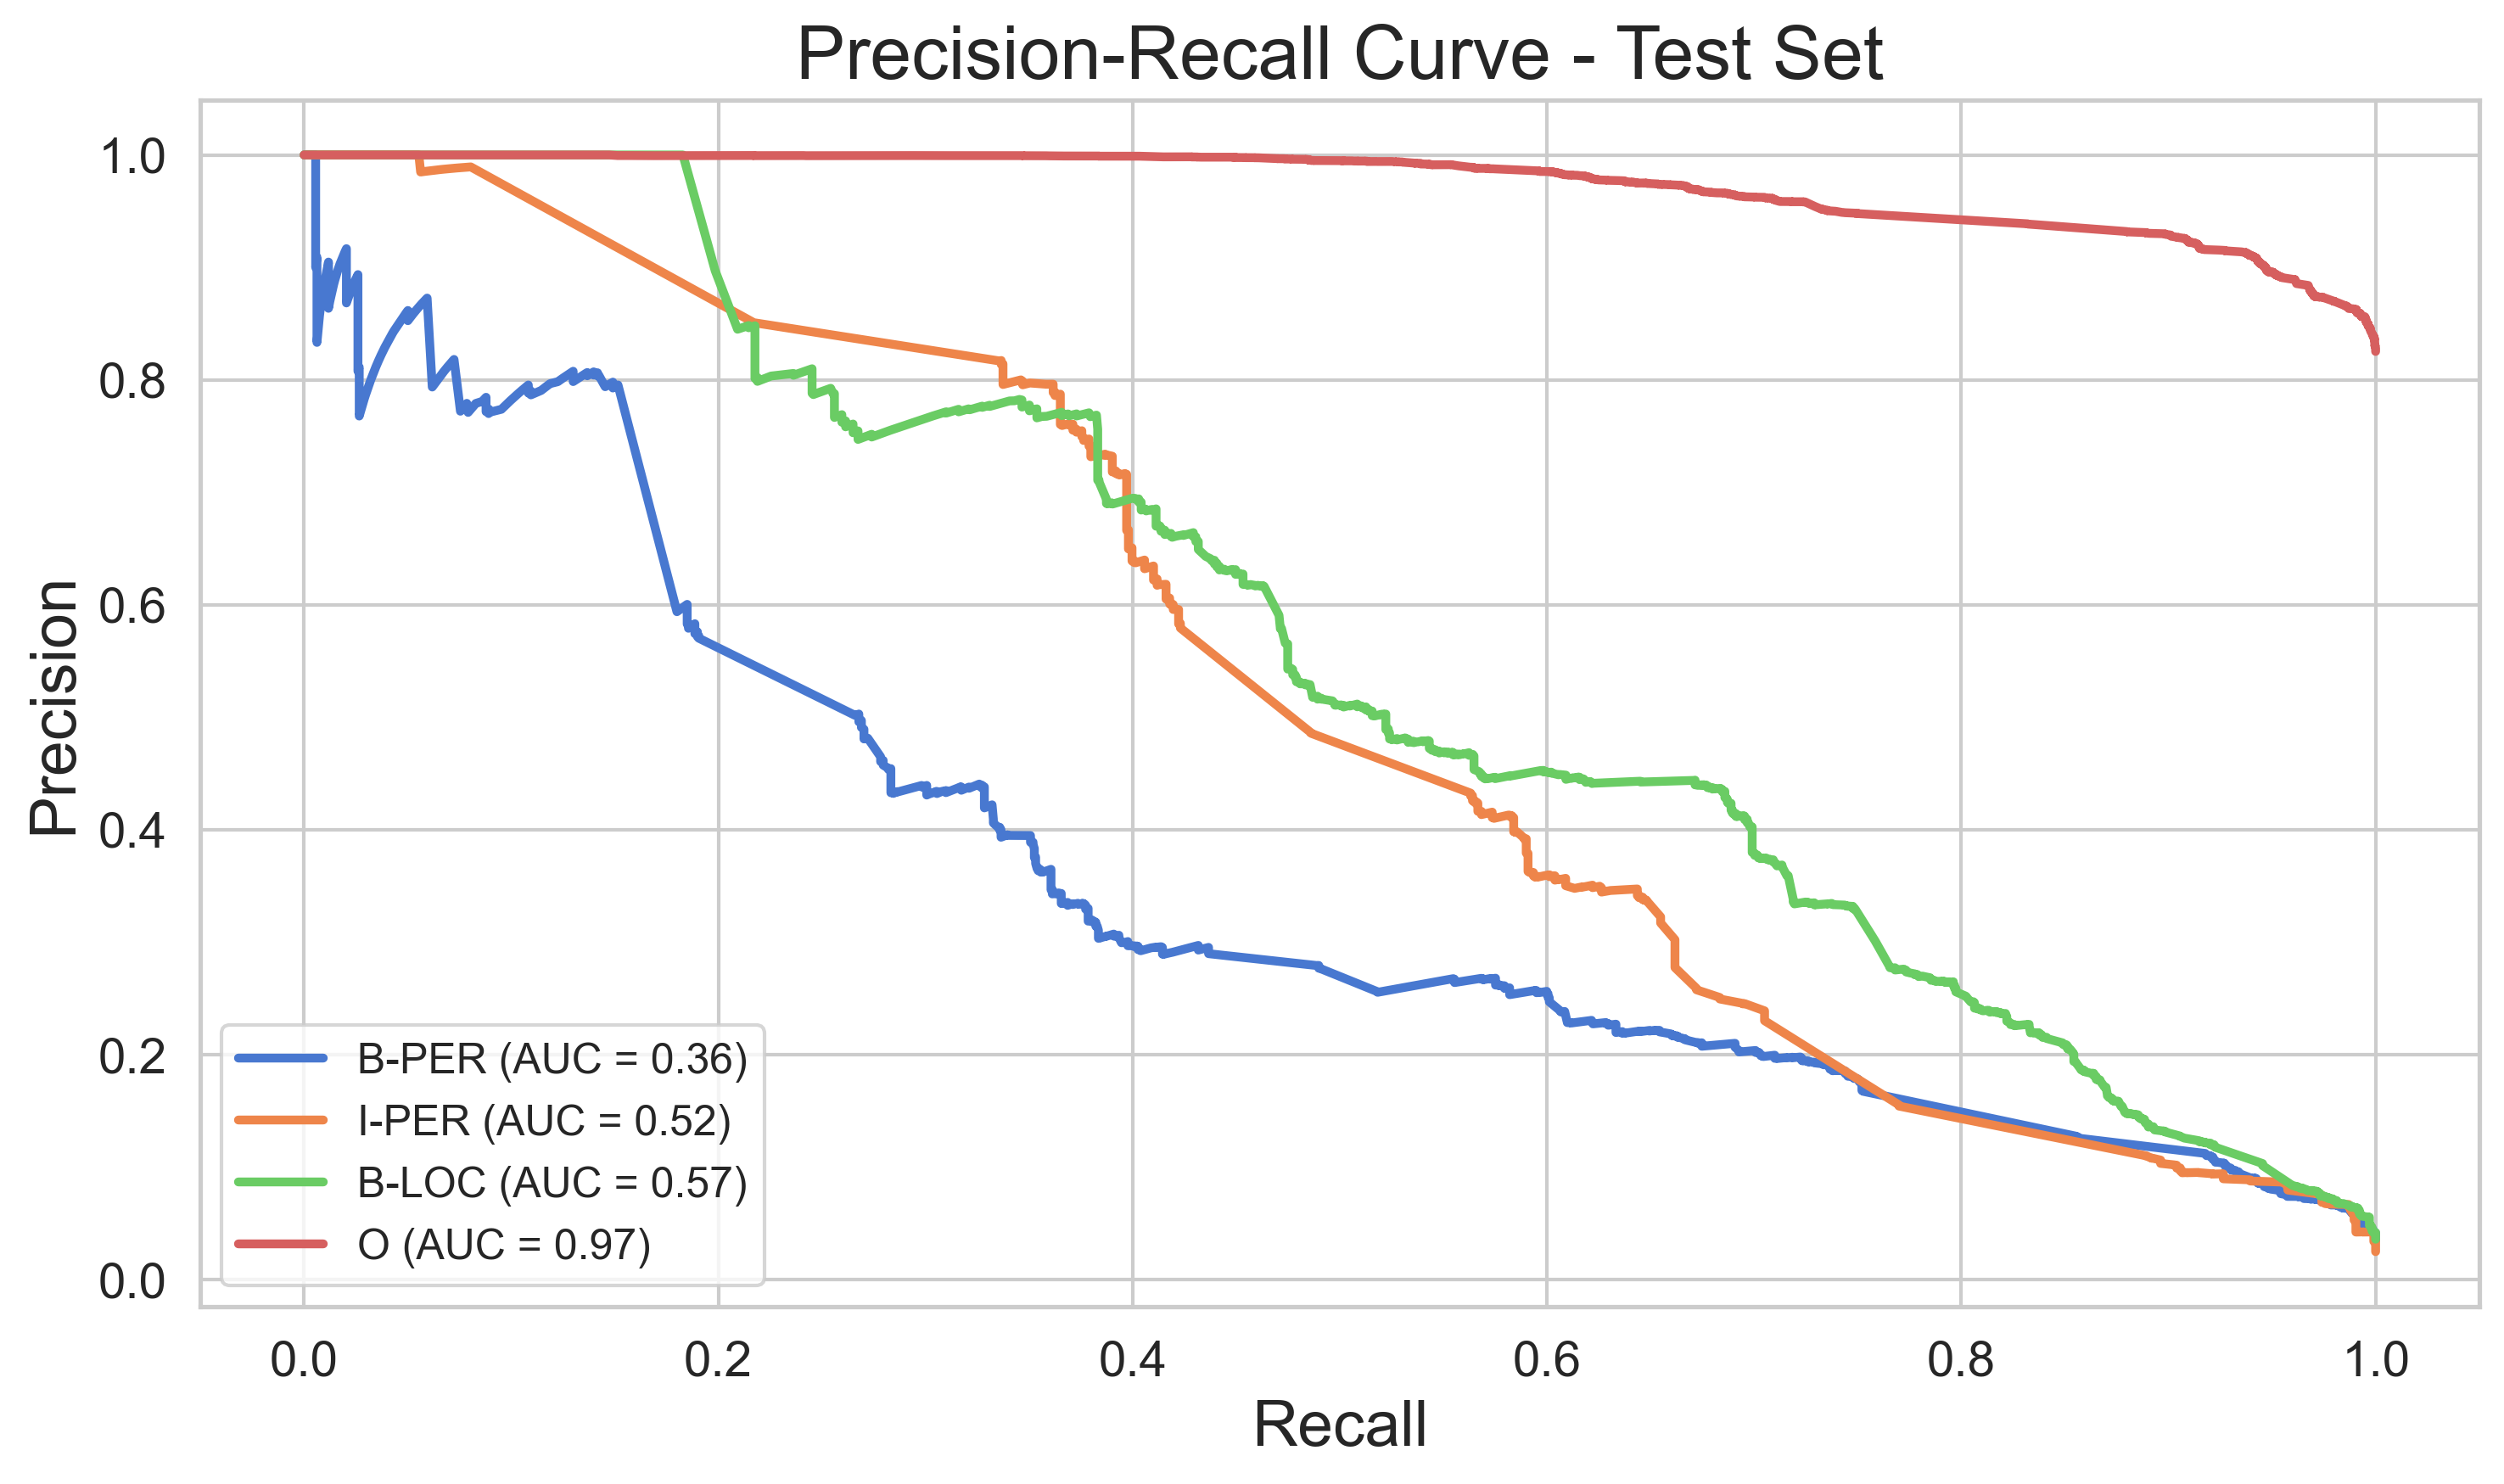 Precision-Recall Curve - Test Set
Precision
1.0
0.8
0.6
0.4
0.2
0.0
B-PER (AUC = 0.36)
I-PER (AUC = 0.52)
B-LOC (AUC = 0.57)
O (AUC = 0.97)
0.0 0.2 0.4 0.6 0.8 1.0
Recall